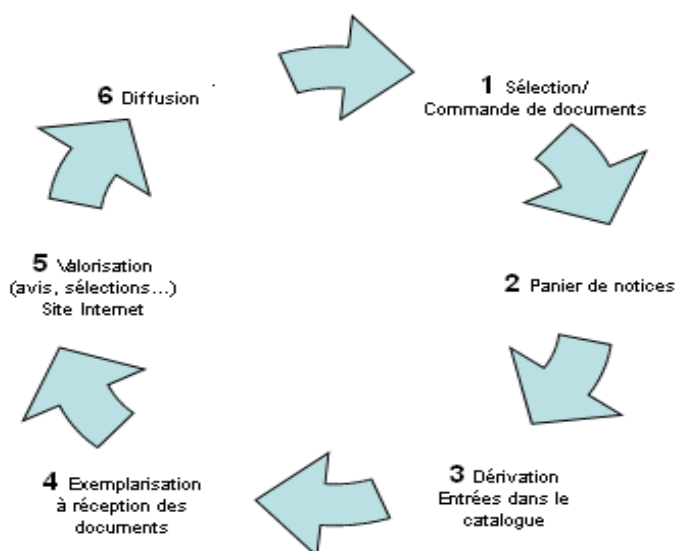 1 Sélection/
Commande de documents
2 Panier de notices
3 Dérivation
Entrées dans le
catalogue
4 Exemplarisation
à réception des
documents
5 Valorisation
(avis, sélections...)
Site Internet
6 Diffusion